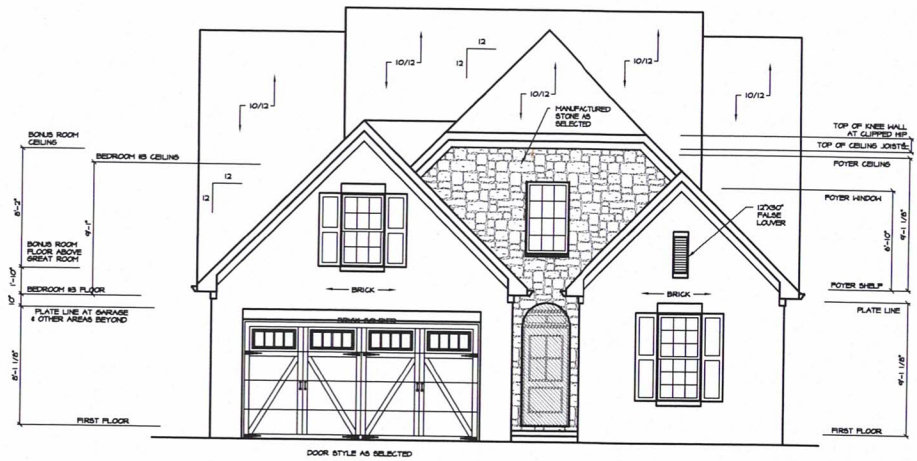 12
12
10/12
10/12
10/12
10/12
10/12
MANUFACTURED
STONE AS
SELECTED
BONUS ROOM
CEILING
BEDROOM #3 CEILING
12
12
8'-2"
9'-1"
BONUS ROOM
FLOOR ABOVE
GREAT ROOM
1'-10"
BEDROOM #3 FLOOR
10"
PLATE LINE AT GARAGE
& OTHER AREAS BEYOND
8'-1 1/8"
FIRST FLOOR
BRICK
DOOR STYLE AS SELECTED
12"X30"
FALSE
LOUVER
BRICK
TOP OF KNEE WALL
AT CLIPPED HIP
TOP OF CEILING JOISTS
FOYER CEILING
FOYER WINDOW
6'-10"
9'-1 1/8"
FOYER SHELF
PLATE LINE
9'-1 1/8"
FIRST FLOOR